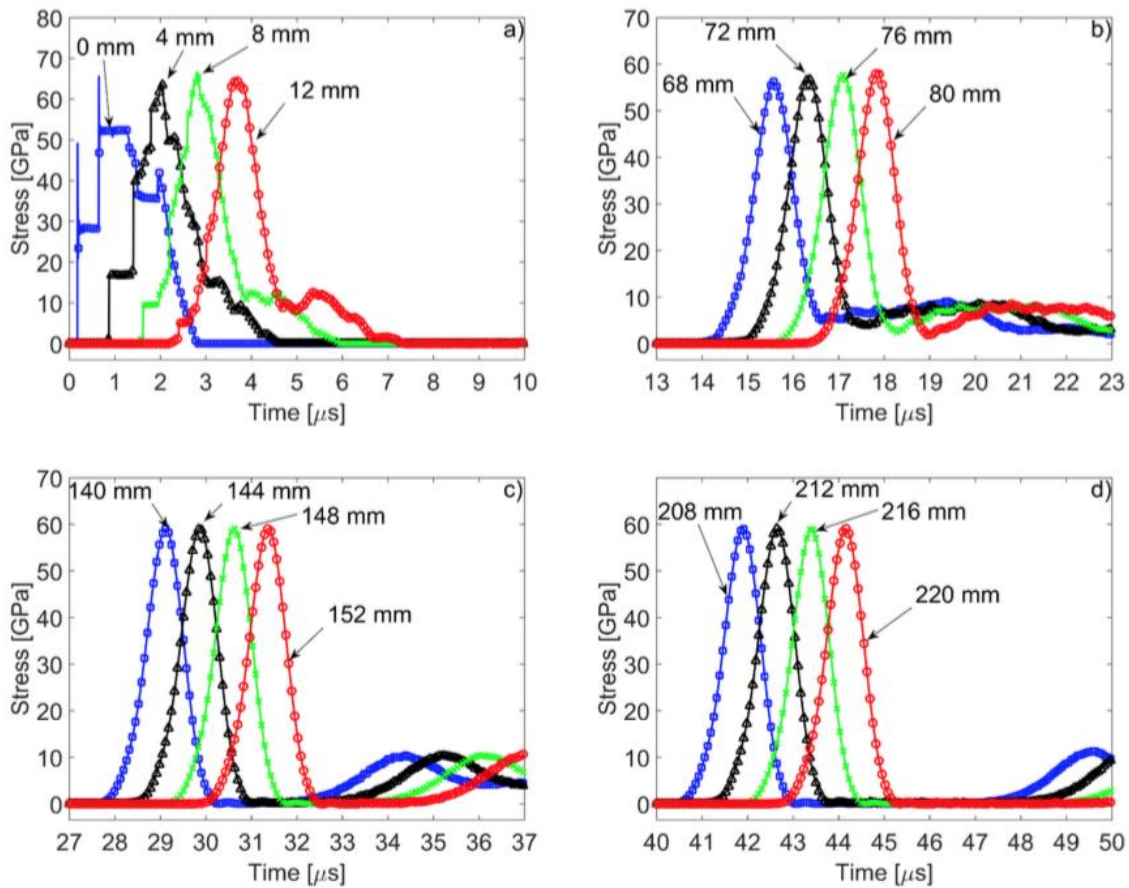 a)
0 mm
4 mm
8 mm
12 mm
80
70
60
50
40
30
20
10
0
Stress [GPa]
0 1 2 3 4 5 6 7 8 9 10
Time [μs]
b)
72 mm
76 mm
68 mm
80 mm
70
60
50
40
30
20
10
0
Stress [GPa]
13 14 15 16 17 18 19 20 21 22 23
Time [μs]
c)
140 mm
144 mm
148 mm
152 mm
70
60
50
40
30
20
10
0
Stress [GPa]
27 28 29 30 31 32 33 34 35 36 37
Time [μs]
d)
212 mm
208 mm
216 mm
220 mm
70
60
50
40
30
20
10
0
Stress [GPa]
40 41 42 43 44 45 46 47 48 49 50
Time [μs]